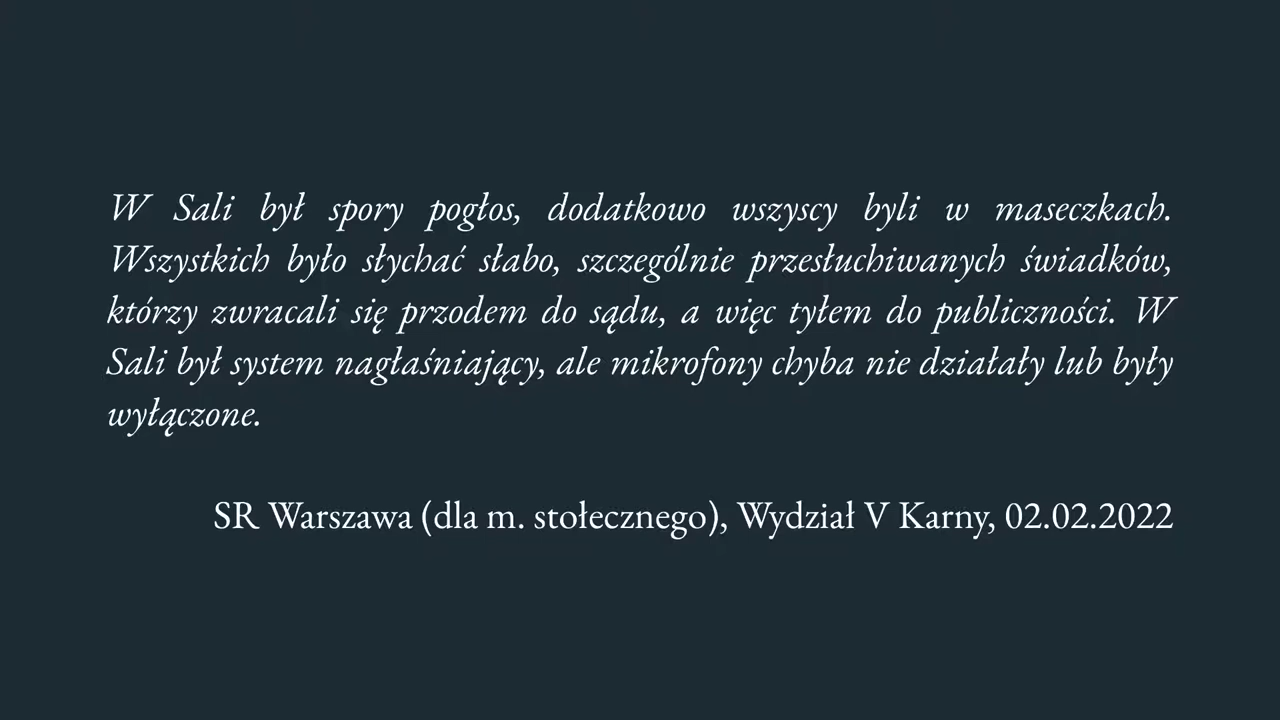 W Sali był spory pogłos, dodatkowo wszyscy byli w maseczkach.
Wszystkich było słychać słabo, szczególnie przesłuchiwanych świadków,
którzy zwracali się przodem do sądu, a więc tyłem do publiczności. W
Sali był system nagłaśniający, ale mikrofony chyba nie działały lub były
wyłączone.
SR Warszawa (dla m. stołecznego), Wydział V Karny, 02.02.2022